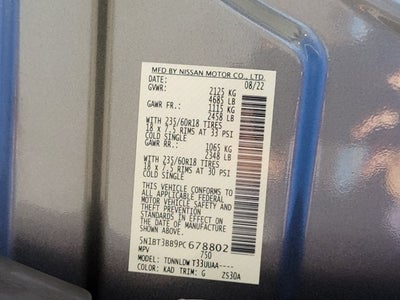 MFD BY NISSAN MOTOR CO., LTD.
DATE: 08/22
GVWR: 2125 KG
4685 LB
GAWR FR.: 1115 KG
2458 LB
WITH 235/60R18 TIRES
18 x 7.5 RIMS AT 33 PSI
COLD SINGLE
GAWR RR.: 1065 KG
2348 LB
WITH 235/60R18 TIRES
18 x 7.5 RIMS AT 30 PSI
COLD SINGLE
THIS VEHICLE CONFORMS TO
ALL APPLICABLE FEDERAL
MOTOR VEHICLE SAFETY AND
THEFT PREVENTION
STANDARDS IN EFFECT ON
THE DATE OF MANUFACTURE
SHOWN ABOVE.
5N1BT3BB9PC678802
MPV 750
MODEL: TDNNLDW T33UUAA----
COLOR: KAD TRIM: G Z530A